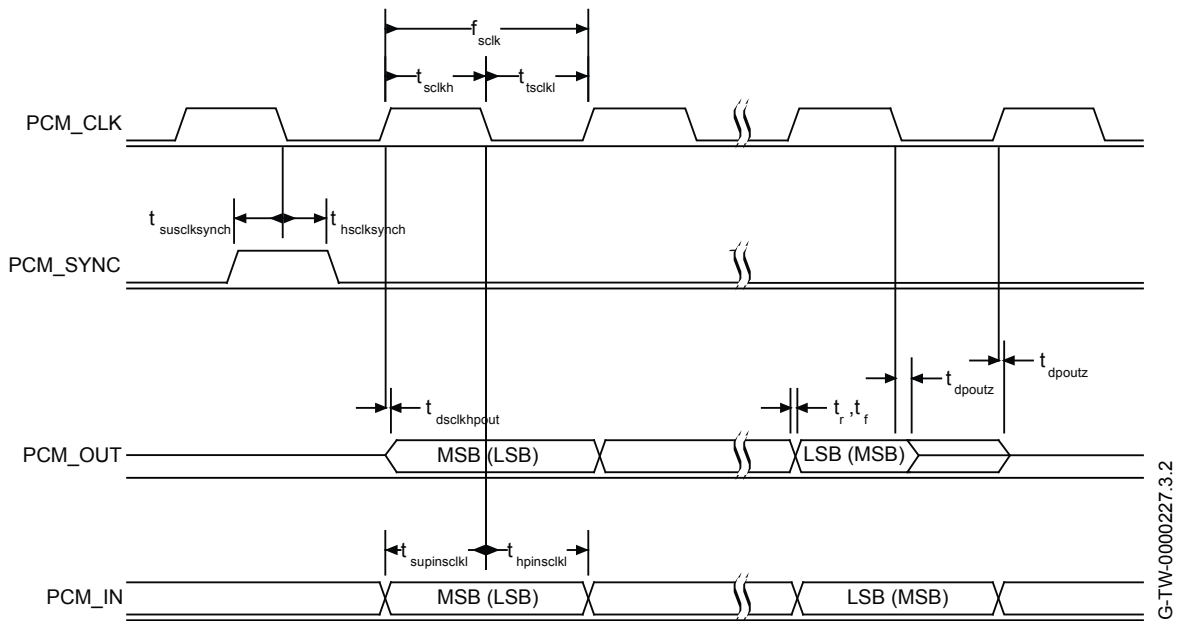 f sclk
t sclkh
t tsclkl
PCM_CLK
t susclksynch
t hsclksynch
PCM_SYNC
t dpoutz
t dpoutz
t dsclkhpout
t r ,t f
PCM_OUT
MSB (LSB)
LSB (MSB)
t supinsclkl
t hpinsclkl
PCM_IN
MSB (LSB)
LSB (MSB)
G-TW-0000227.3.2